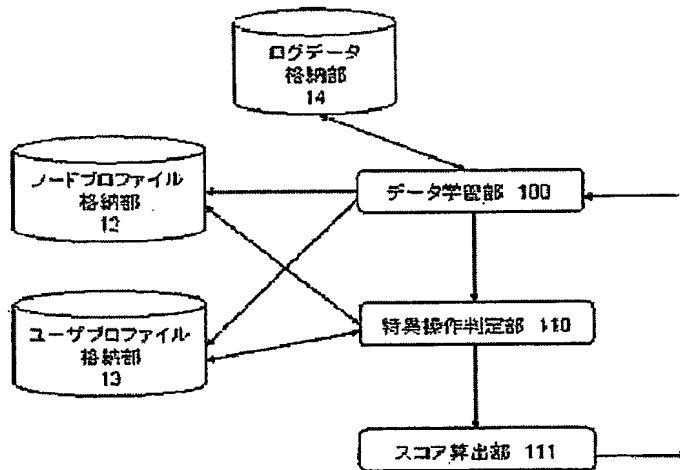 ログデータ
格納部
14
ノードプロファイル
格納部
12
データ学習部 100
ユーザプロファイル
格納部
13
特異操作判定部 110
スコア算出部 111